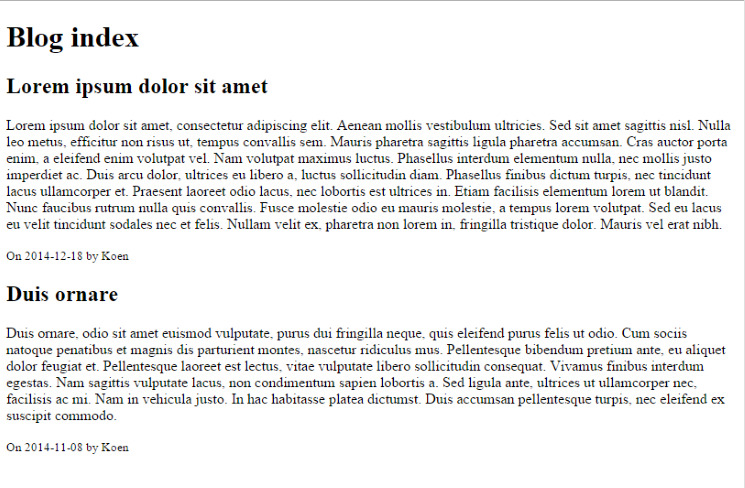 Blog index
Lorem ipsum dolor sit amet
Lorem ipsum dolor sit amet, consectetur adipiscing elit. Aenean mollis vestibulum ultricies. Sed sit amet sagittis nisl. Nulla
leo metus, efficitur non risus ut, tempus convallis sem. Mauris pharetra sagittis ligula pharetra accumsan. Cras auctor porta
enim, a eleifend enim volutpat vel. Nam volutpat maximus luctus. Phasellus interdum elementum nulla, nec mollis justo
imperdiet ac. Duis arcu dolor, ultrices eu libero a, luctus sollicitudin diam. Phasellus finibus dictum turpis, nec tincidunt
lacus ullamcorper et. Praesent laoreet odio lacus, nec lobortis est ultrices in. Etiam facilisis elementum lorem ut blandit.
Nunc faucibus rutrum nulla quis convallis. Fusce molestie odio eu mauris molestie, a tempus lorem volutpat. Sed eu lacus
eu velit tincidunt sodales nec et felis. Nullam velit ex, pharetra non lorem in, fringilla tristique dolor. Mauris vel erat nibh.
On 2014-12-18 by Koen
Duis ornare
Duis ornare, odio sit amet euismod vulputate, purus dui fringilla neque, quis eleifend purus felis ut odio. Cum sociis
natoque penatibus et magnis dis parturient montes, nascetur ridiculus mus. Pellentesque bibendum pretium ante, eu aliquet
dolor feugiat et. Pellentesque laoreet est lectus, vitae vulputate libero sollicitudin consequat. Vivamus finibus interdum
egestas. Nam sagittis vulputate lacus, non condimentum sapien lobortis a. Sed ligula ante, ultrices ut ullamcorper nec,
facilisis ac mi. Nam in vehicula justo. In hac habitasse platea dictumst. Duis accumsan pellentesque turpis, nec eleifend ex
suscipit commodo.
On 2014-11-08 by Koen